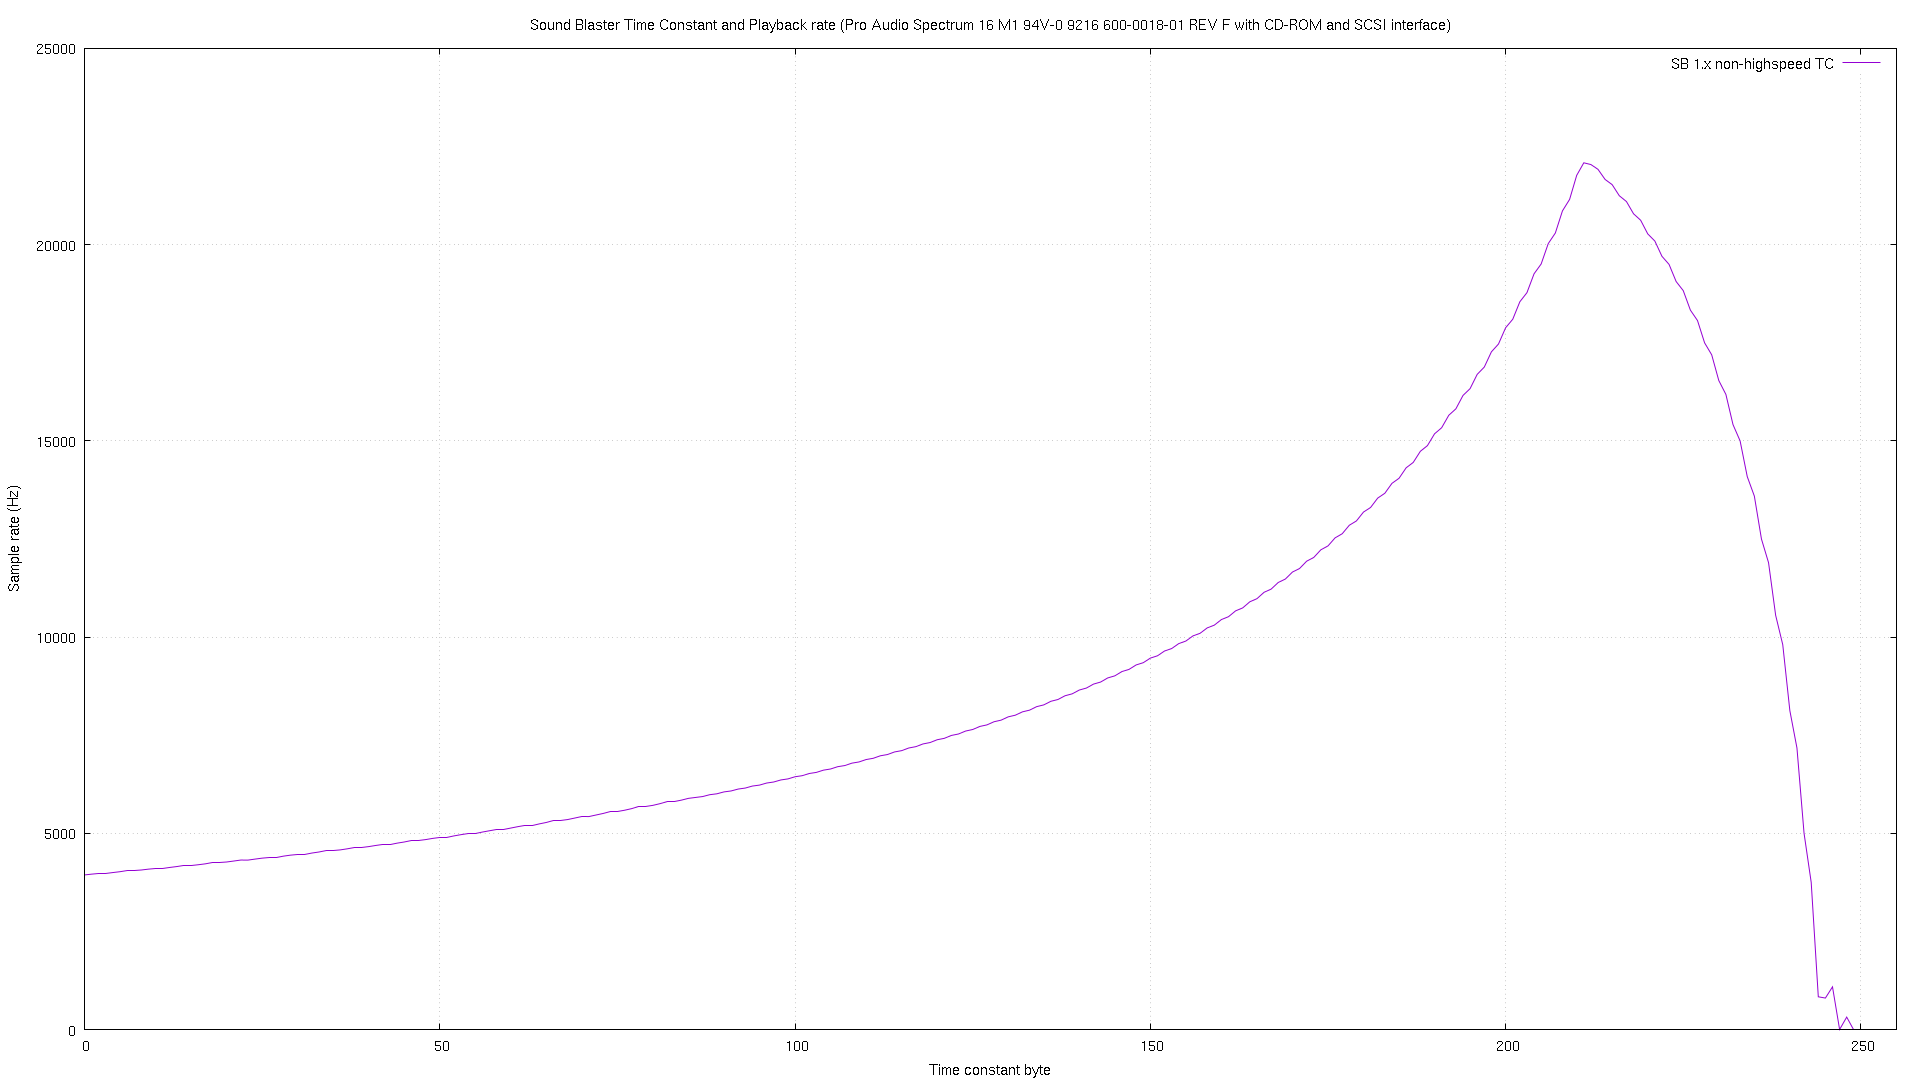 Sound Blaster Time Constant and Playback rate (Pro Audio Spectrum 16 M1 94V-0 9216 600-0018-01 REV F with CD-ROM and SCSI interface)
SB 1.x non-highspeed TC
25000
20000
15000
10000
5000
0
Sample rate (Hz)
0 50 100 150 200 250
Time constant byte